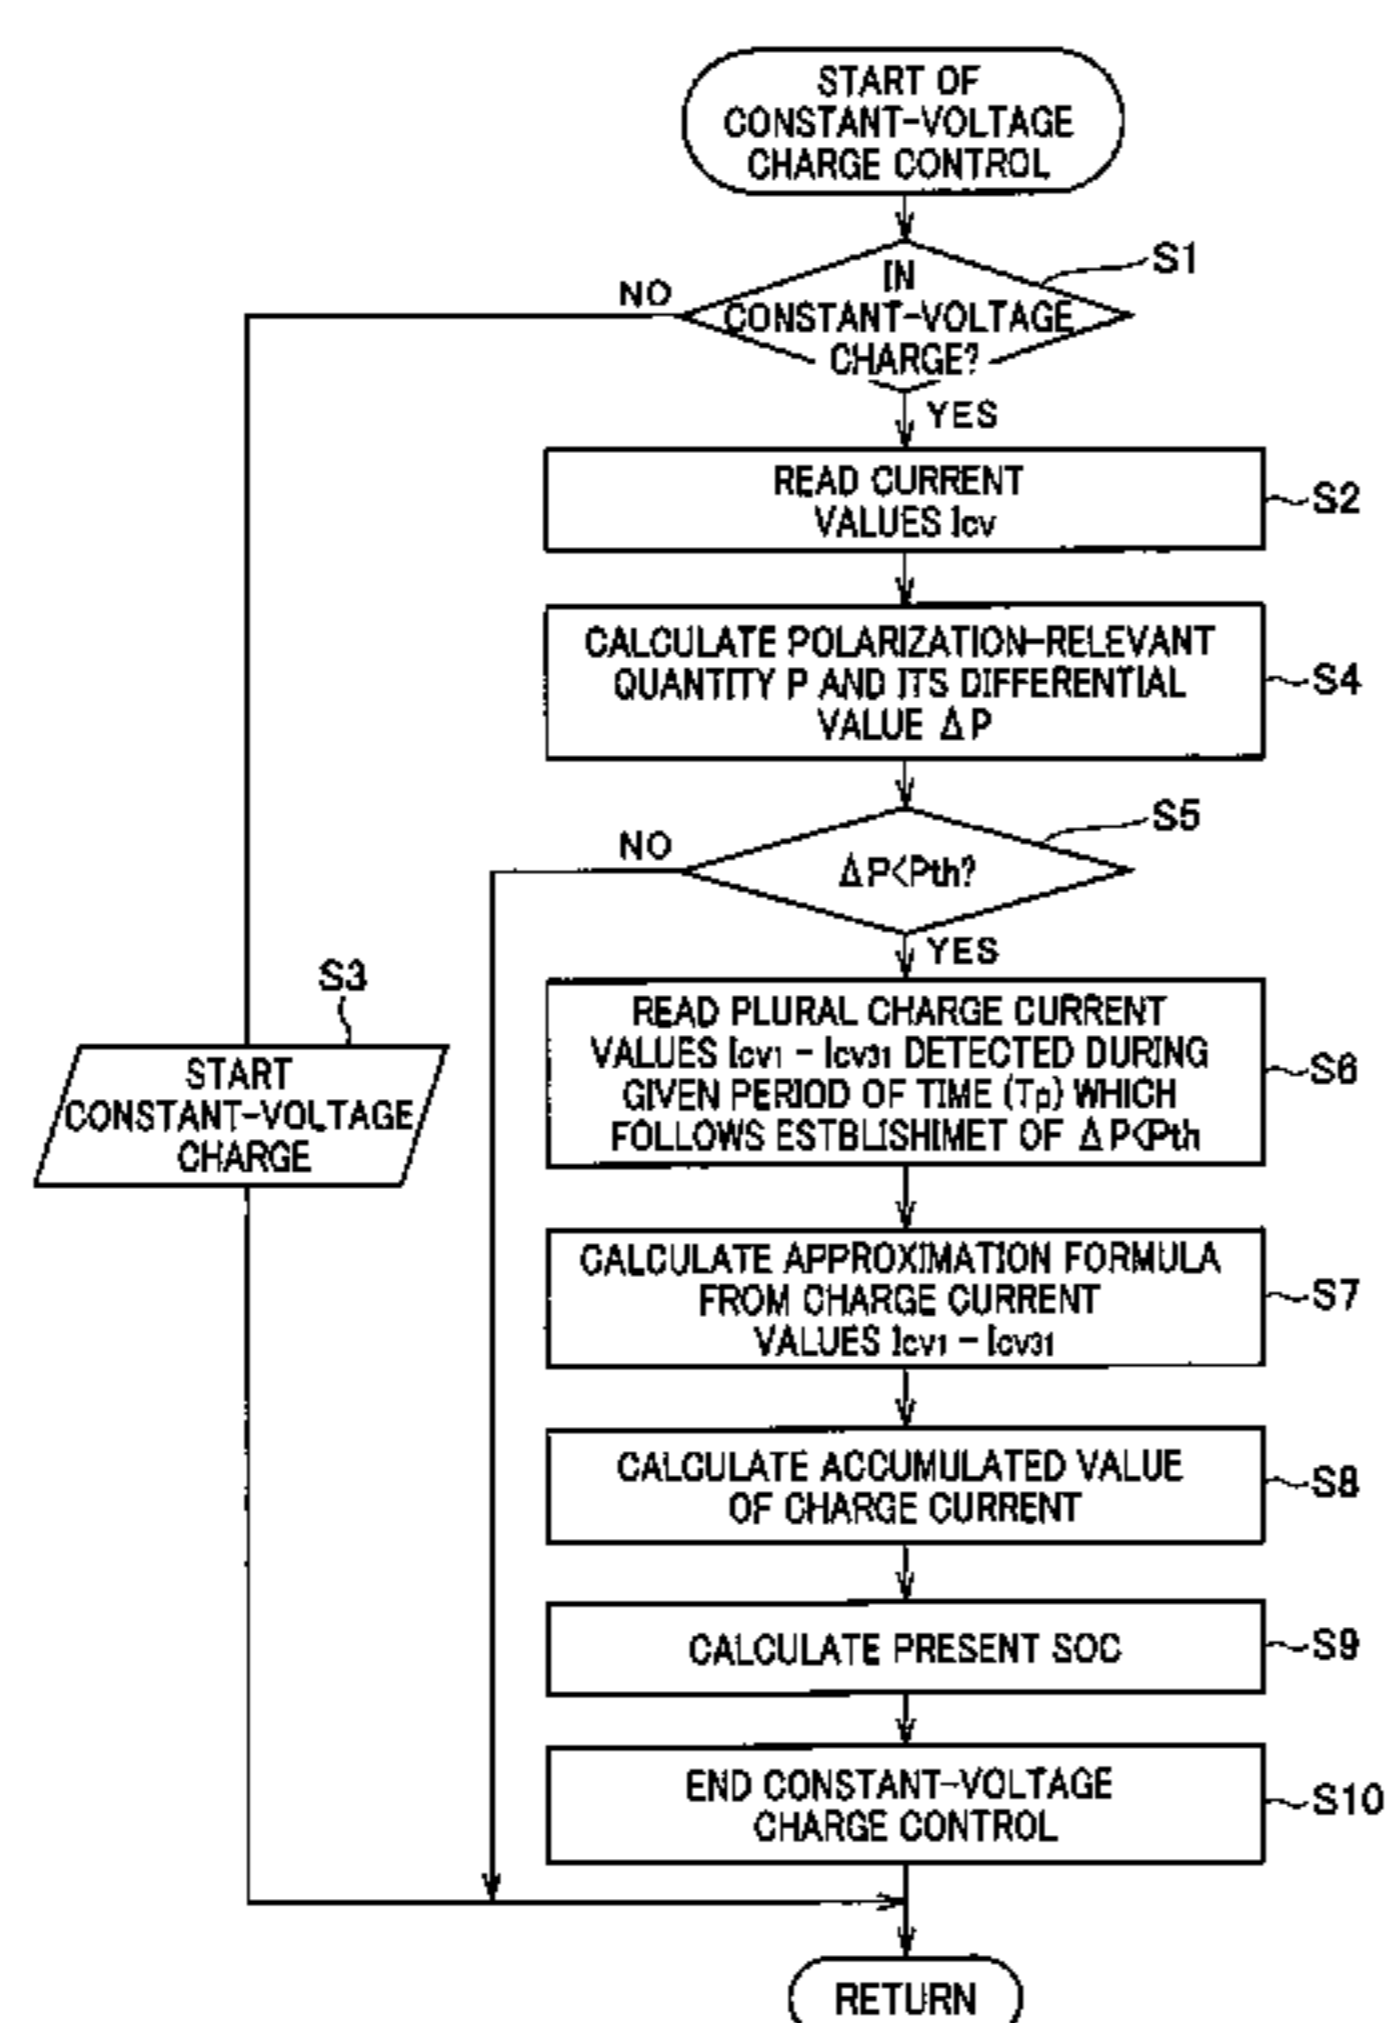 START OF
CONSTANT-VOLTAGE
CHARGE CONTROL
S1
NO
IN
CONSTANT-VOLTAGE
CHARGE?
YES
READ CURRENT
VALUES Icv
S2
CALCULATE POLARIZATION-RELEVANT
QUANTITY P AND ITS DIFFERENTIAL
VALUE ΔP
S4
S5
NO
ΔP<Pth?
YES
S3
START
CONSTANT-VOLTAGE
CHARGE
READ PLURAL CHARGE CURRENT
VALUES Icv1 - Icv31 DETECTED DURING
GIVEN PERIOD OF TIME (Tp) WHICH
FOLLOWS ESTBLISHIMET OF ΔP<Pth
S6
CALCULATE APPROXIMATION FORMULA
FROM CHARGE CURRENT
VALUES Icv1 - Icv31
S7
CALCULATE ACCUMULATED VALUE
OF CHARGE CURRENT
S8
CALCULATE PRESENT SOC
S9
END CONSTANT-VOLTAGE
CHARGE CONTROL
S10
RETURN